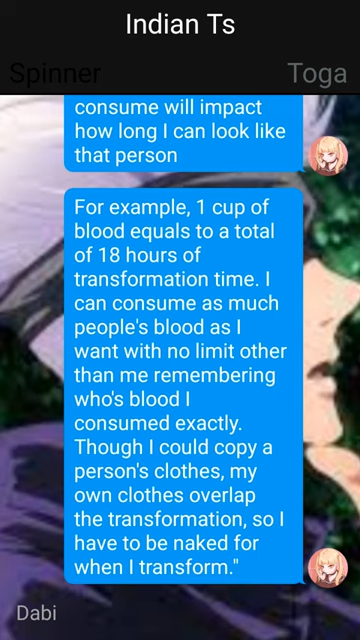 Indian Ts
Spinner
Toga
consume will impact
how long I can look like
that person
For example, 1 cup of
blood equals to a total
of 18 hours of
transformation time. I
can consume as much
people's blood as I
want with no limit other
than me remembering
who's blood I
consumed exactly.
Though I could copy a
person's clothes, my
own clothes overlap
the transformation, so I
have to be naked for
when I transform."
Dabi